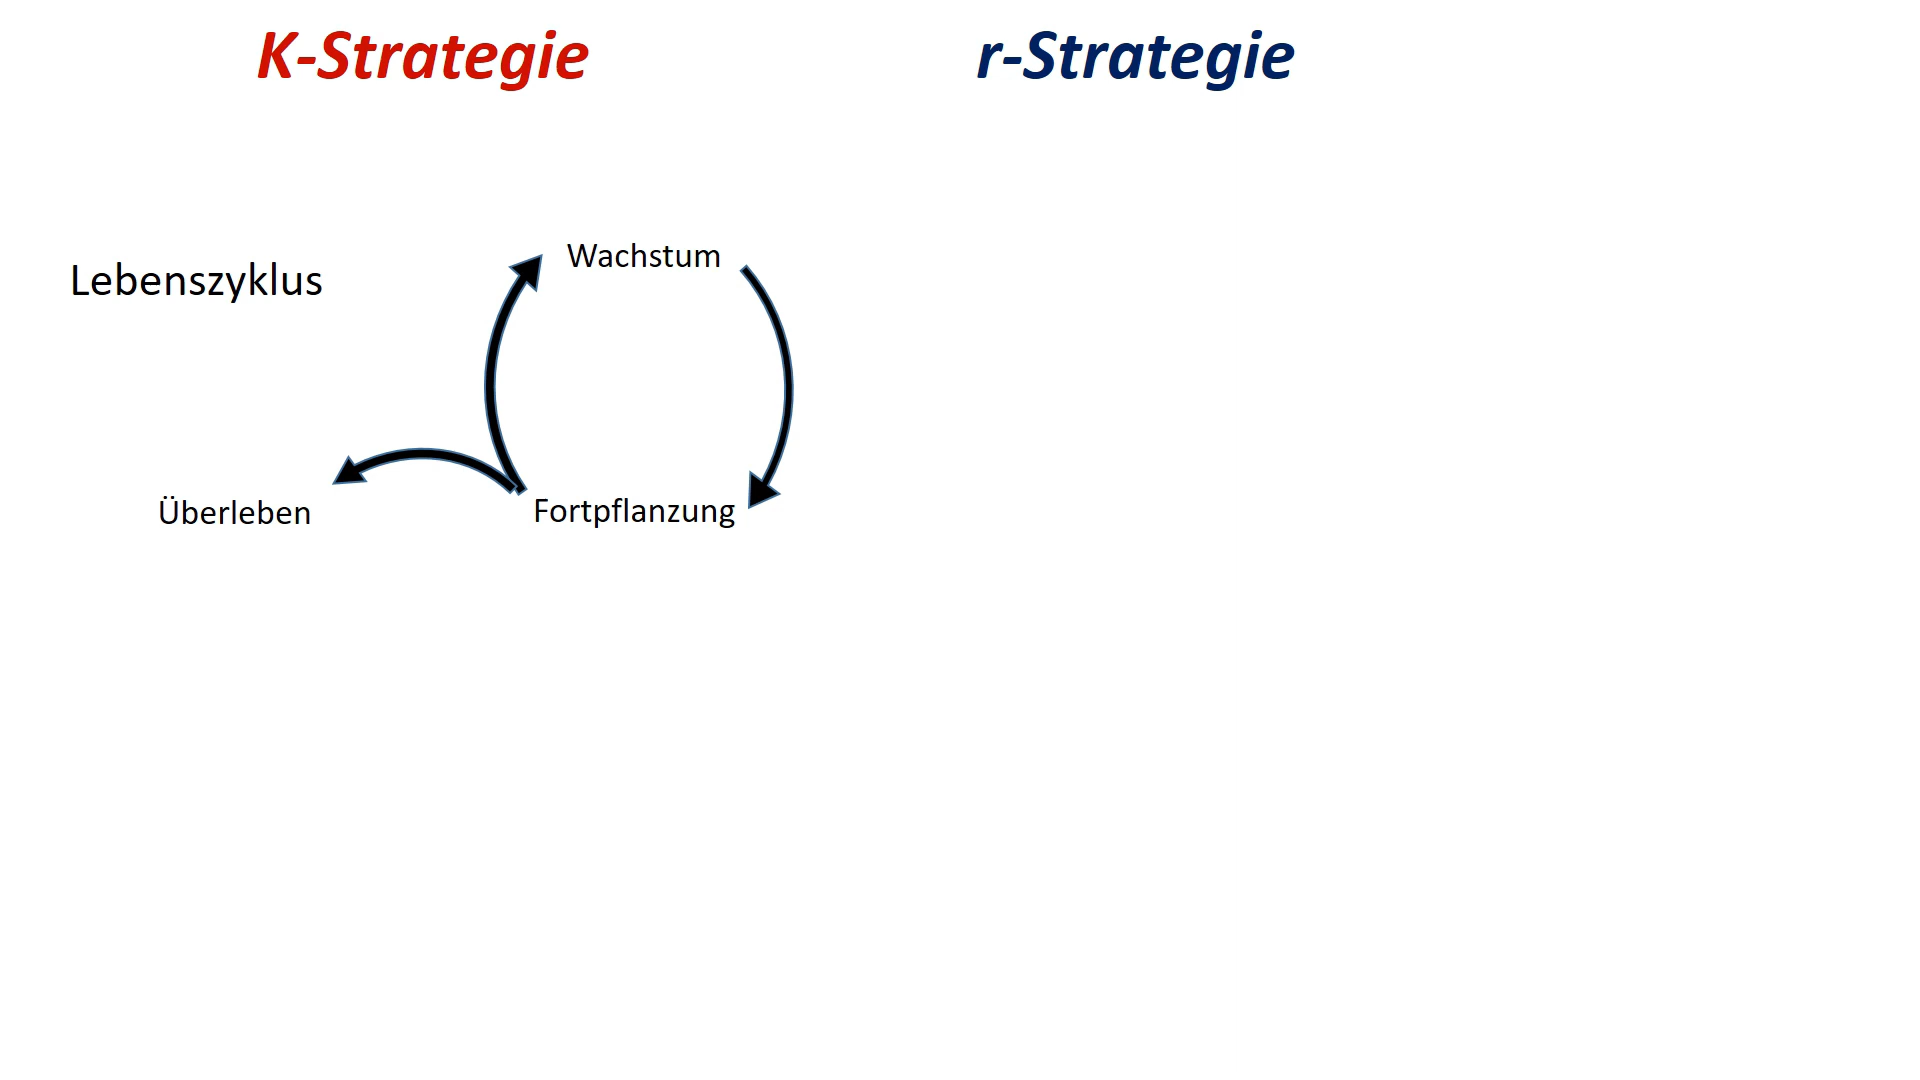 K-Strategie
r-Strategie
Lebenszyklus
Wachstum
Überleben
Fortpflanzung